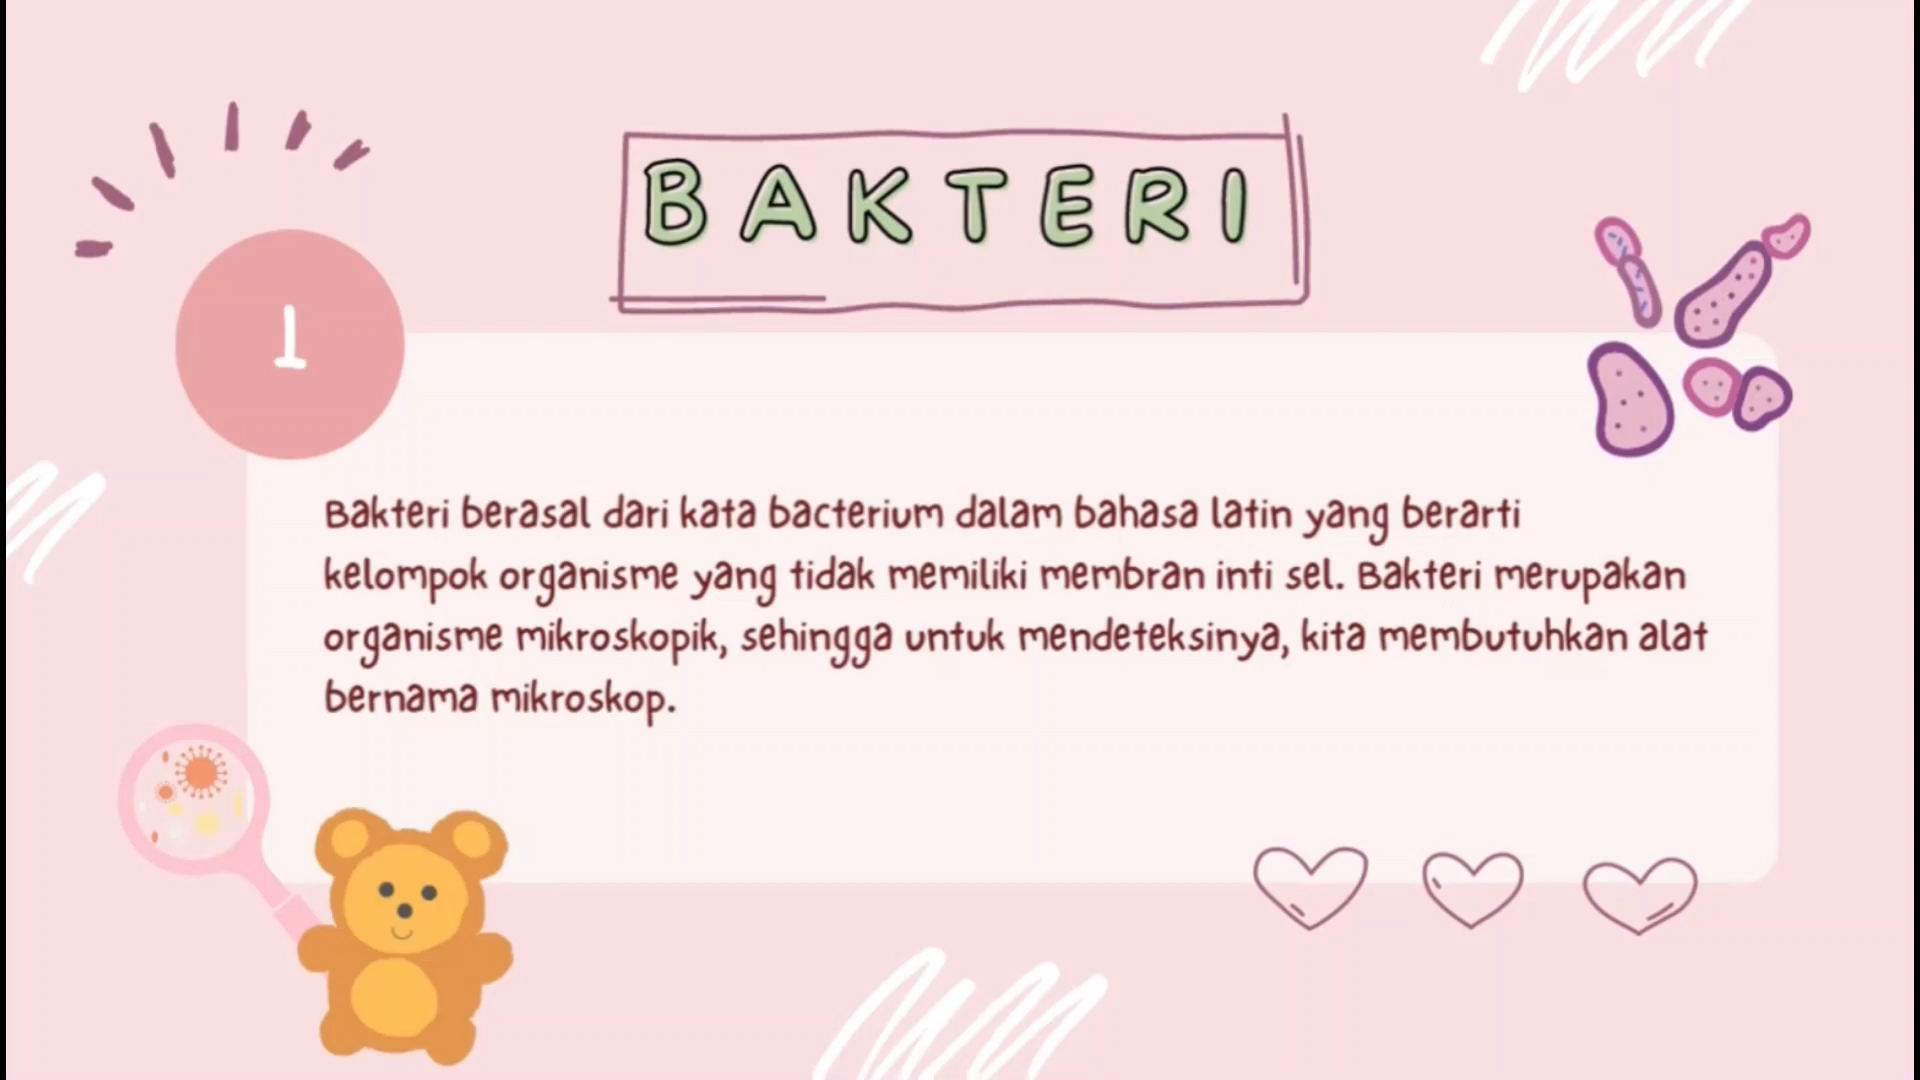 BAKTERI
1
Bakteri berasal dari kata bacterium dalam bahasa latin yang berarti
kelompok organisme yang tidak memiliki membran inti sel. Bakteri merupakan
organisme mikroskopik, sehingga untuk mendeteksinya, kita membutuhkan alat
bernama mikroskop.